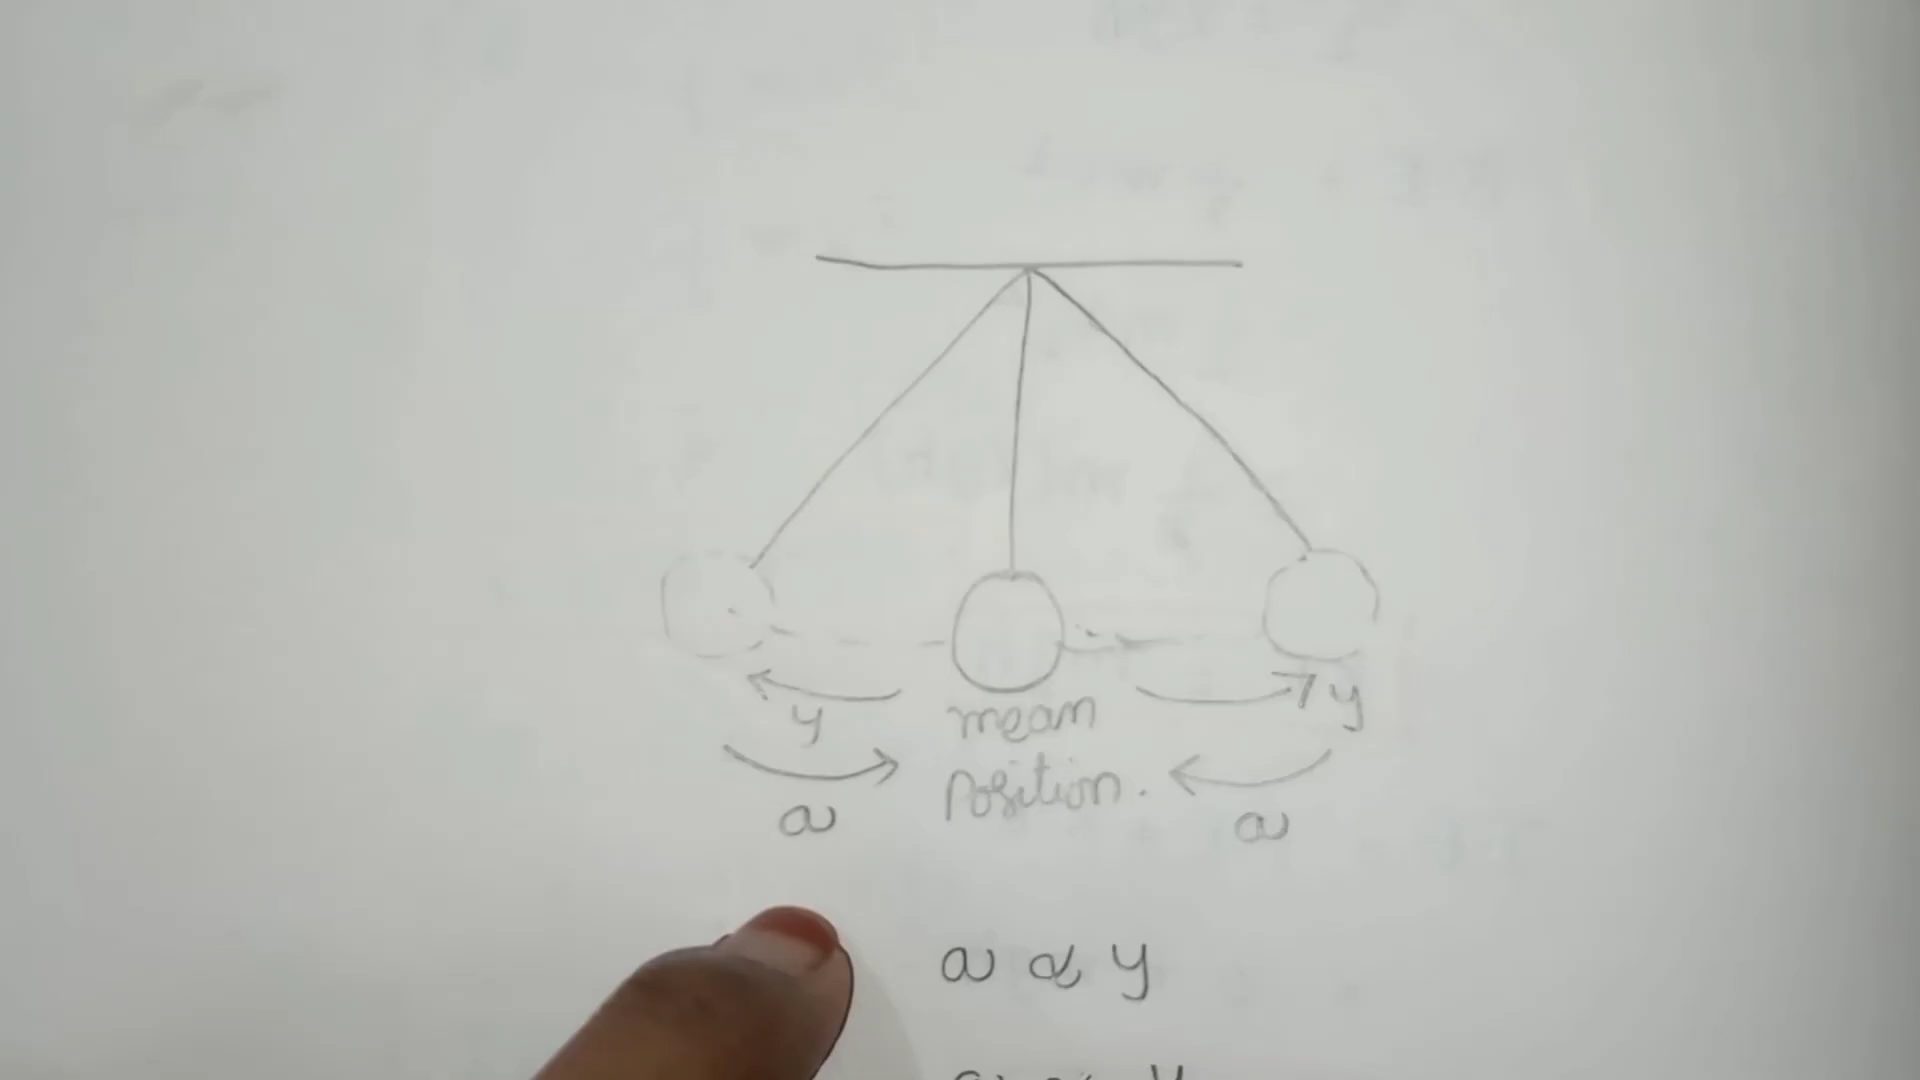 y
mean
y
position.
a
a
a α y